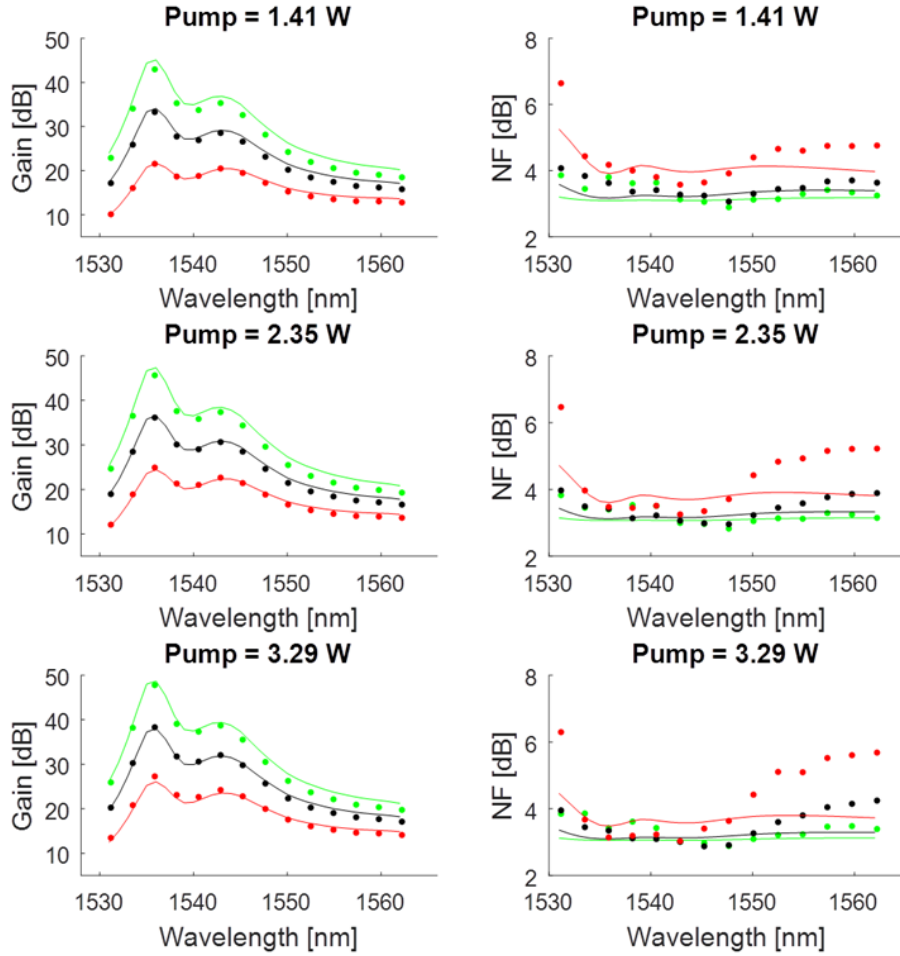 Pump = 1.41 W
50
40
30
20
10
Gain [dB]
1530 1540 1550 1560
Wavelength [nm]
Pump = 1.41 W
8
6
4
2
NF [dB]
1530 1540 1550 1560
Wavelength [nm]
Pump = 2.35 W
50
40
30
20
10
Gain [dB]
1530 1540 1550 1560
Wavelength [nm]
Pump = 2.35 W
8
6
4
2
NF [dB]
1530 1540 1550 1560
Wavelength [nm]
Pump = 3.29 W
50
40
30
20
10
Gain [dB]
1530 1540 1550 1560
Wavelength [nm]
Pump = 3.29 W
8
6
4
2
NF [dB]
1530 1540 1550 1560
Wavelength [nm]